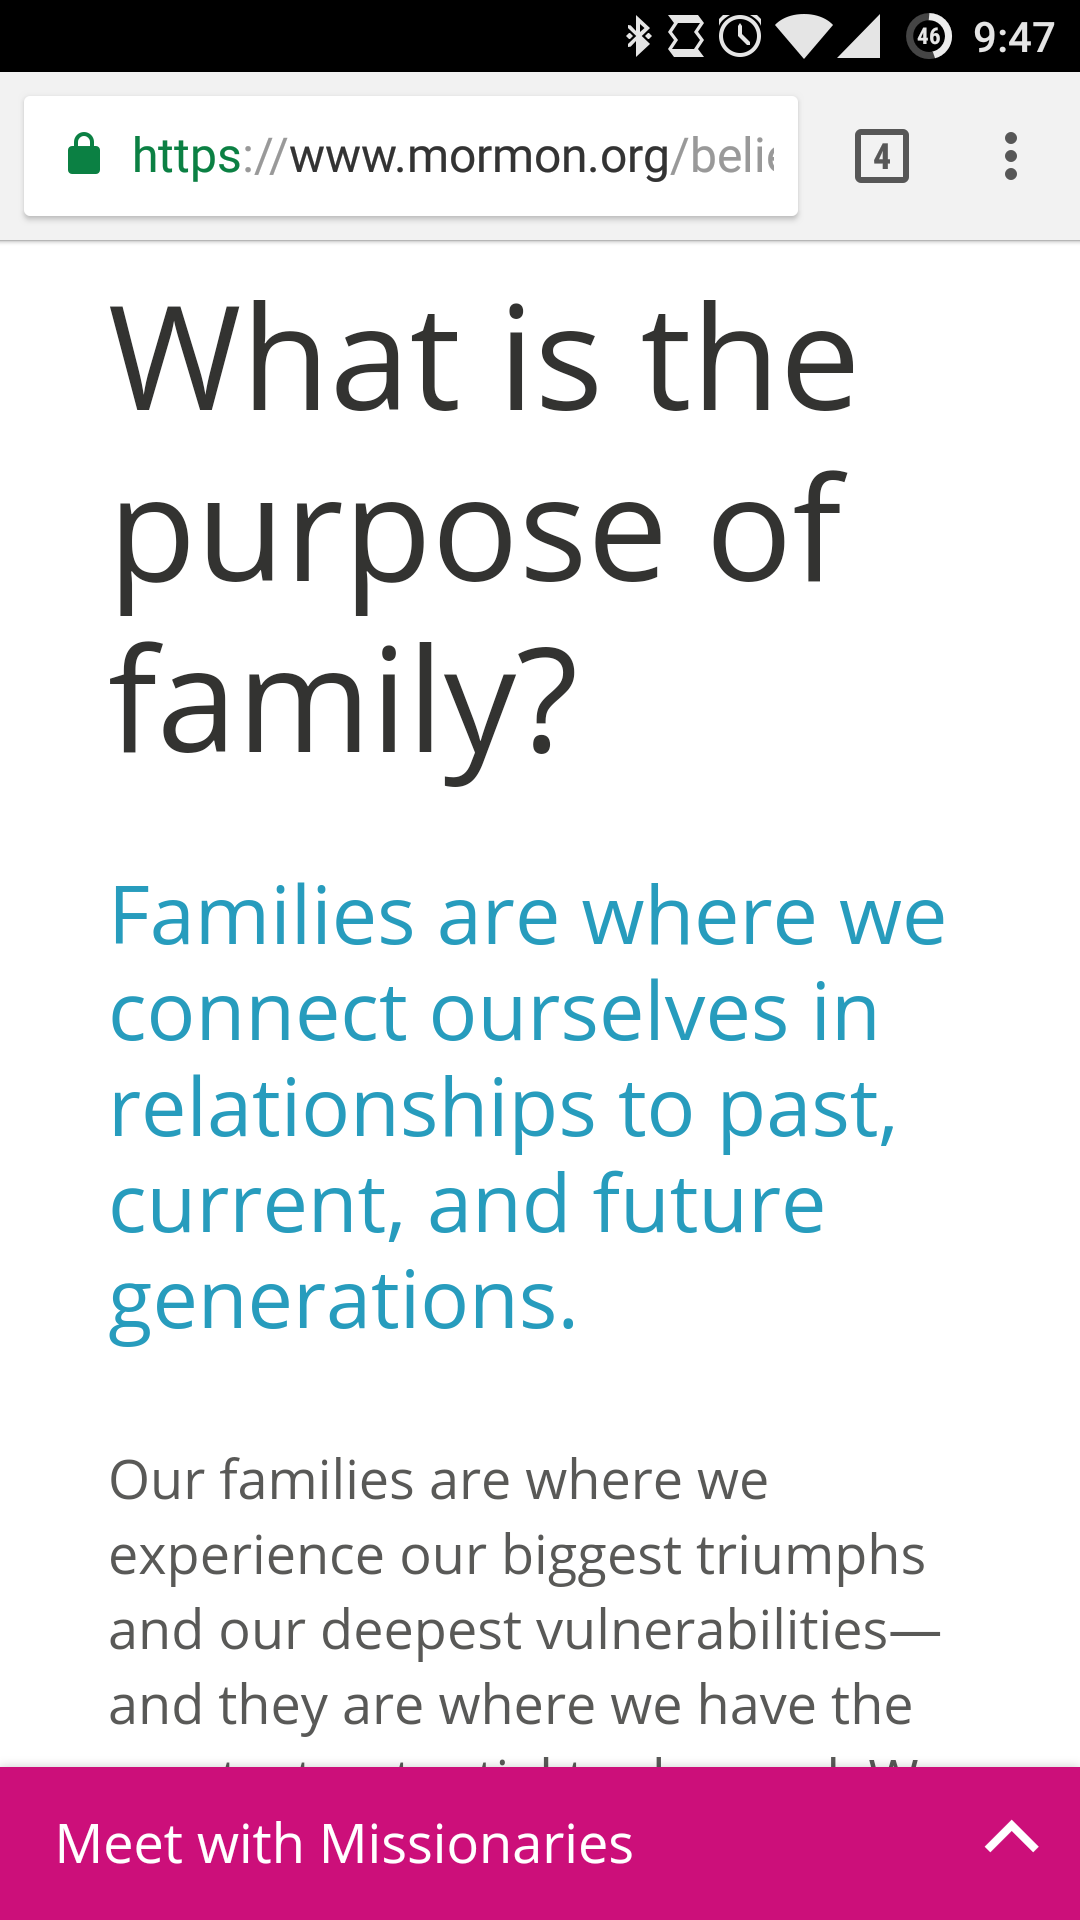 46 9:47
https://www.mormon.org/beli
4
What is the
purpose of
family?
Families are where we
connect ourselves in
relationships to past,
current, and future
generations.
Our families are where we
experience our biggest triumphs
and our deepest vulnerabilities—
and they are where we have the
Meet with Missionaries